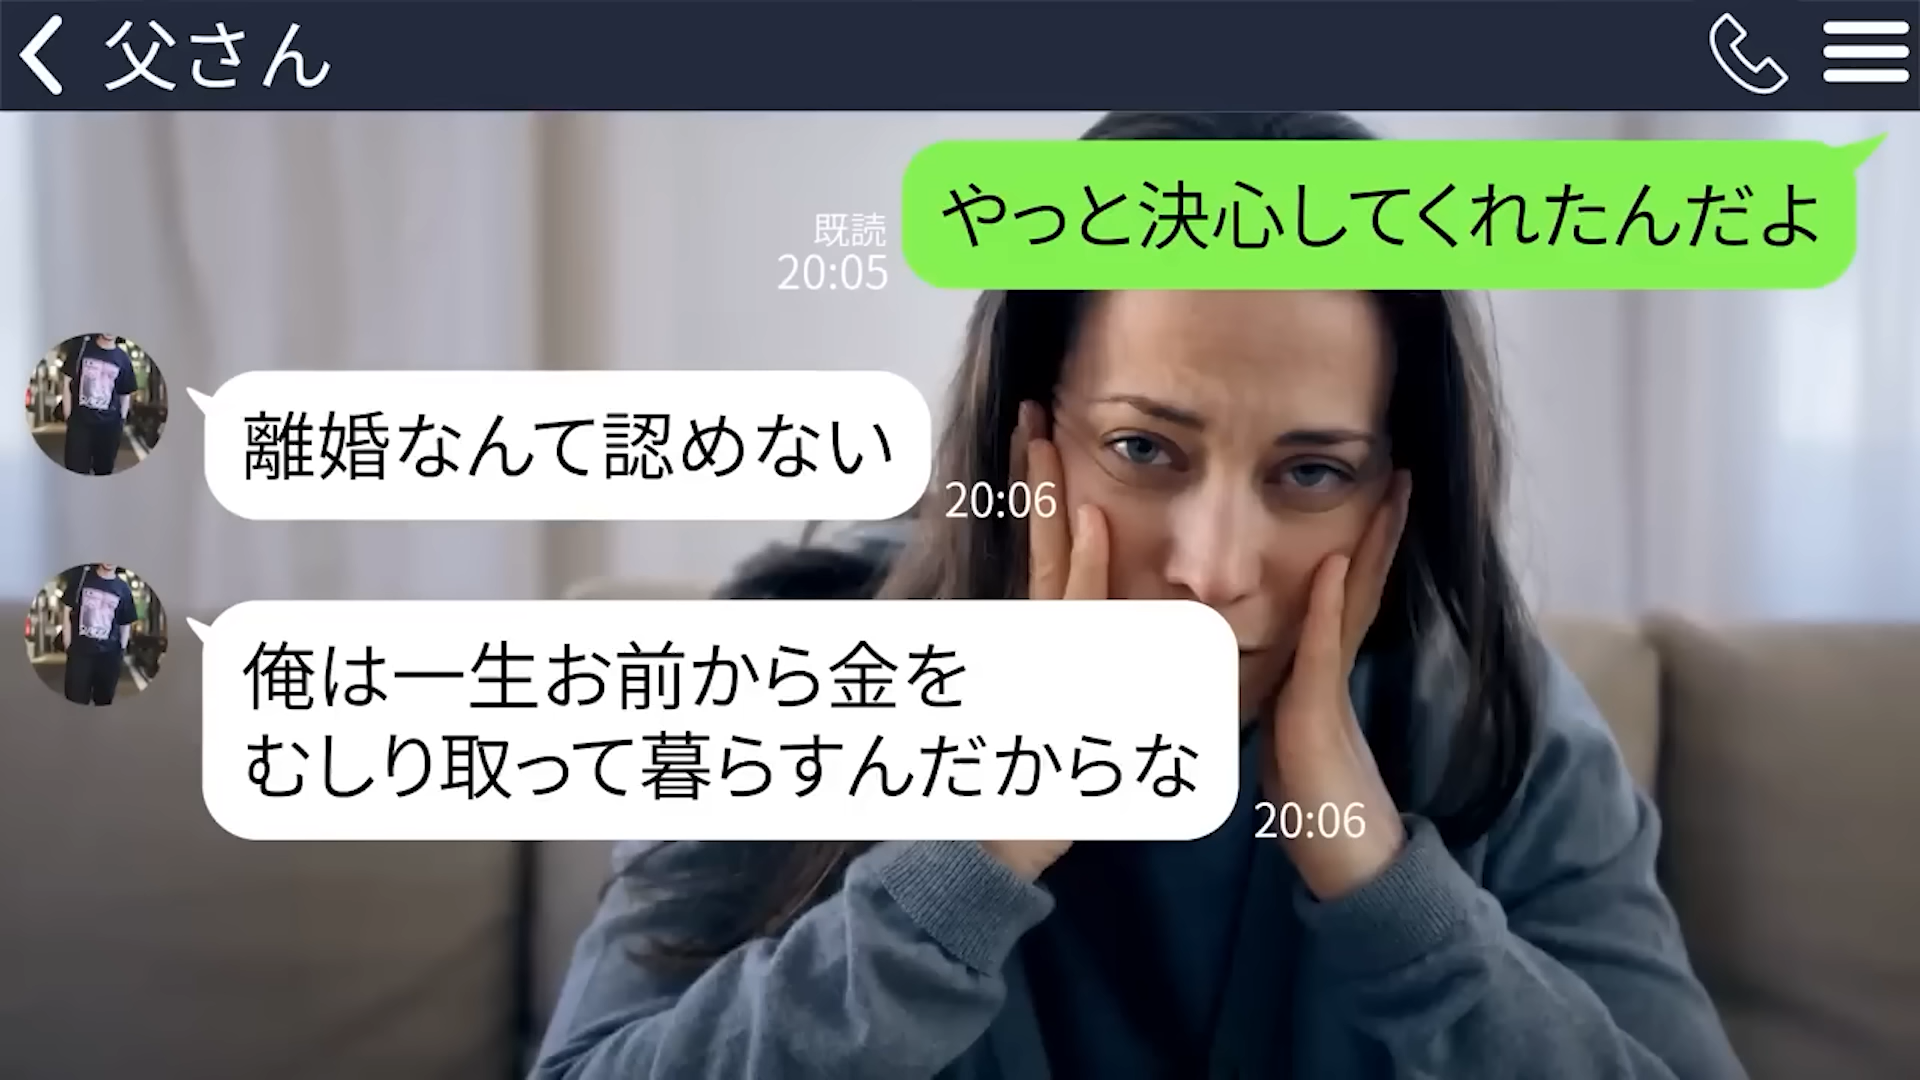 父さん
やっと決心してくれたんだよ
既読
20:05
離婚なんて認めない
20:06
俺は一生お前から金を
むしり取って暮らすんだからな
20:06